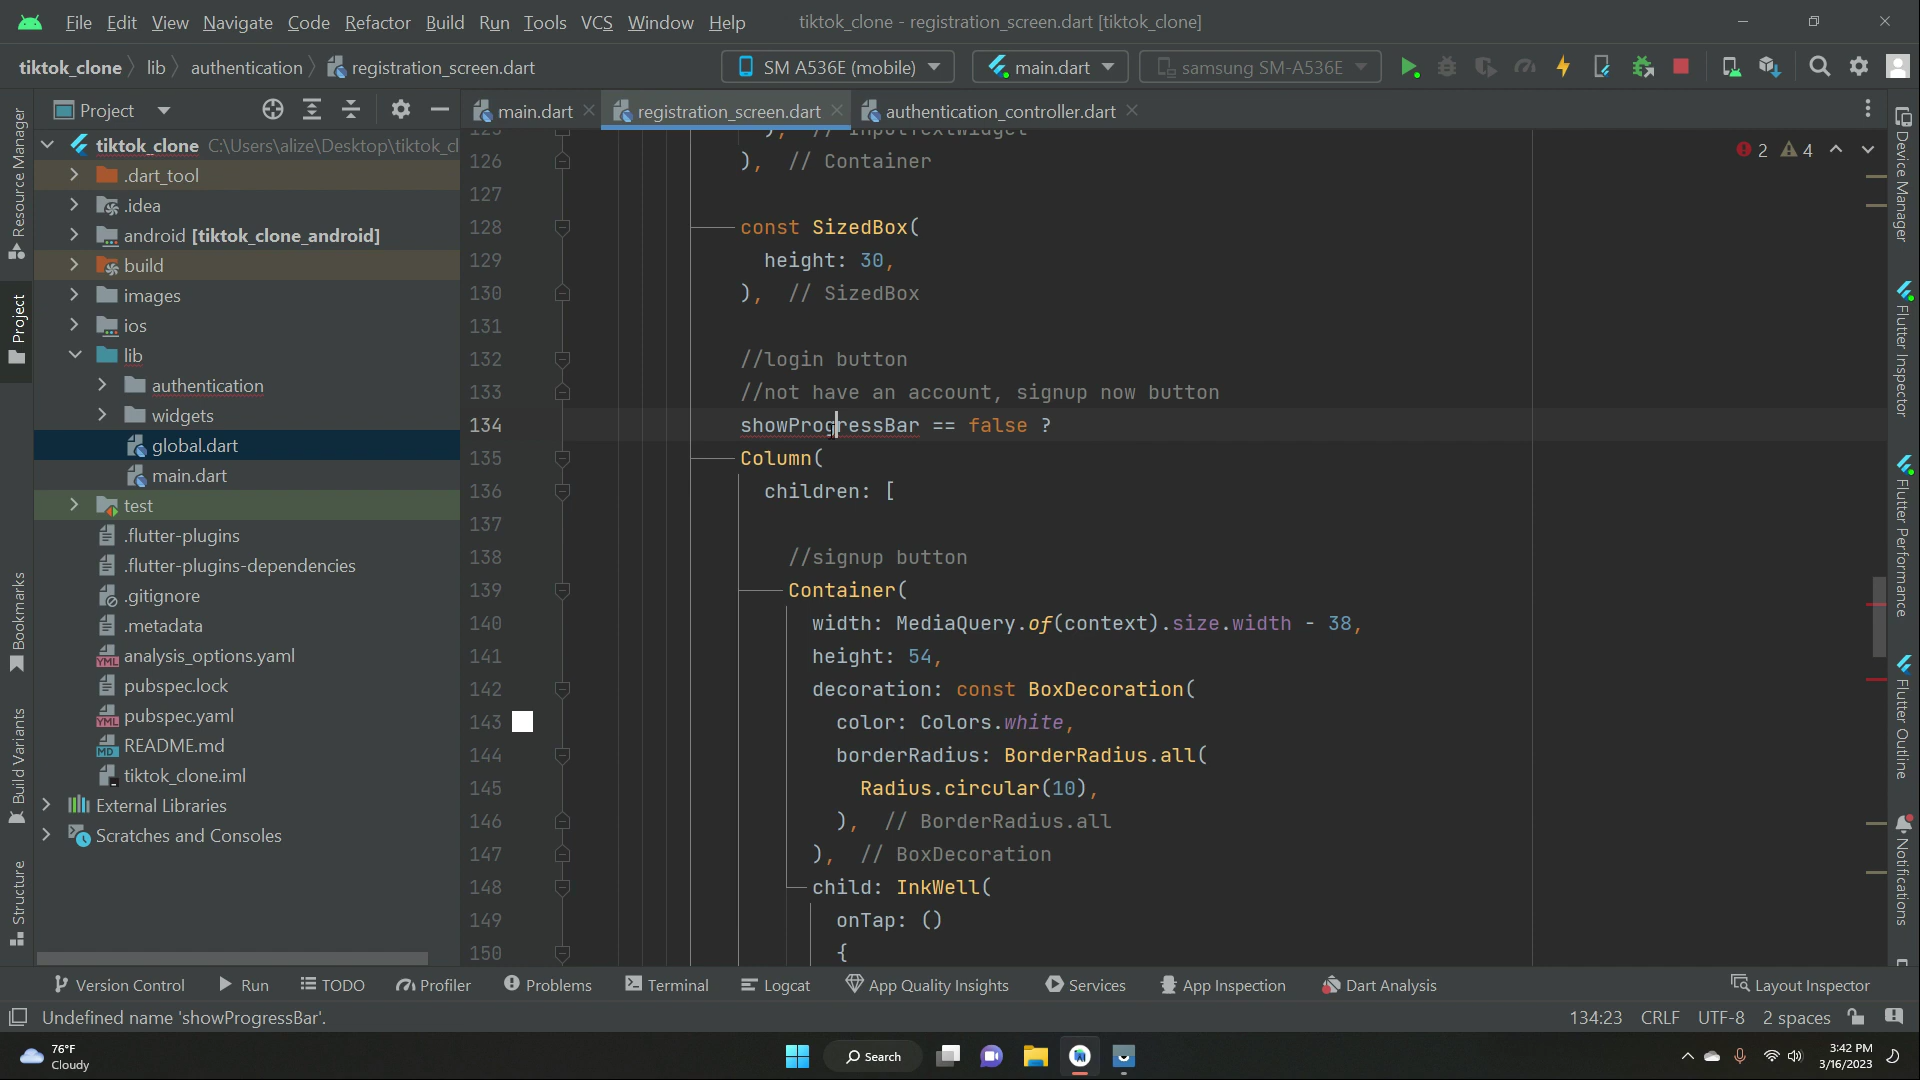 File Edit View Navigate Code Refactor Build Run Tools VCS Window Help tiktok_clone - registration_screen.dart [tiktok_clone]
tiktok_clone lib authentication registration_screen.dart SM A536E (mobile) main.dart samsung SM-A536E
Project main.dart registration_screen.dart authentication_controller.dart
Resource Manager
Project
Bookmarks
Build Variants
Structure
tiktok_clone C:\Users\alize\Desktop\tiktok_cl
.dart_tool
.idea
android [tiktok_clone_android]
build
images
ios
lib
authentication
widgets
global.dart
main.dart
test
.flutter-plugins
.flutter-plugins-dependencies
.gitignore
.metadata
analysis_options.yaml
pubspec.lock
pubspec.yaml
README.md
tiktok_clone.iml
External Libraries
Scratches and Consoles
2 4
125 ), // InputTextWidget
126 ), // Container
127
128 const SizedBox(
129 height: 30,
130 ), // SizedBox
131
132 //login button
133 //not have an account, signup now button
134 showProgressBar == false ?
135 Column(
136 children: [
137
138 //signup button
139 Container(
140 width: MediaQuery.of(context).size.width - 38,
141 height: 54,
142 decoration: const BoxDecoration(
143 color: Colors.white,
144 borderRadius: BorderRadius.all(
145 Radius.circular(10),
146 ), // BorderRadius.all
147 ), // BoxDecoration
148 child: InkWell(
149 onTap: ()
150 {
Device Manager
Flutter Inspector
Flutter Performance
Flutter Outline
Notifications
Version Control Run TODO Profiler Problems Terminal Logcat App Quality Insights Services App Inspection Dart Analysis Layout Inspector
Undefined name 'showProgressBar'. 134:23 CRLF UTF-8 2 spaces
76°F
Cloudy
Search
3:42 PM
3/16/2023